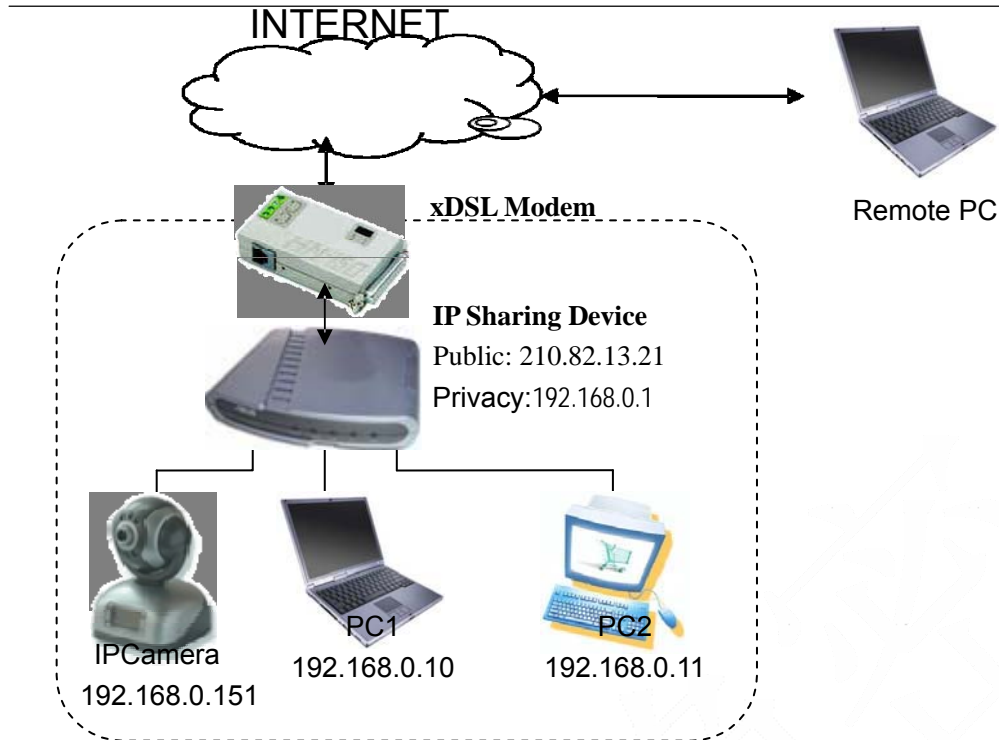 INTERNET
xDSL Modem
Remote PC
IP Sharing Device
Public: 210.82.13.21
Privacy:192.168.0.1
IPCamera
192.168.0.151
PC1
192.168.0.10
PC2
192.168.0.11